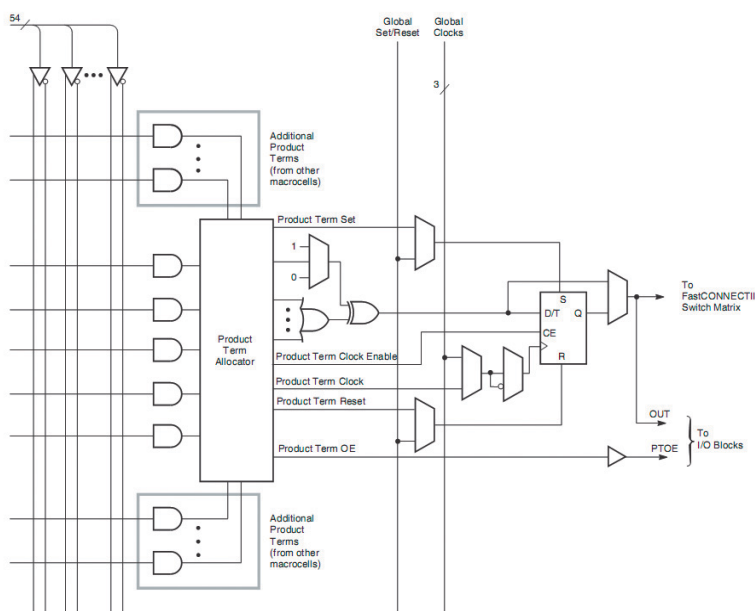 54
Global
Set/Reset
Global
Clocks
3
Additional
Product
Terms
(from other
macrocells)
Product Term Set
1
0
Product
Term
Allocator
Product Term Clock Enable
Product Term Clock
Product Term Reset
Product Term OE
S
D/T
Q
CE
R
To
FastCONNECTII
Switch Matrix
OUT
PTOE
To
I/O Blocks
Additional
Product
Terms
(from other
macrocells)